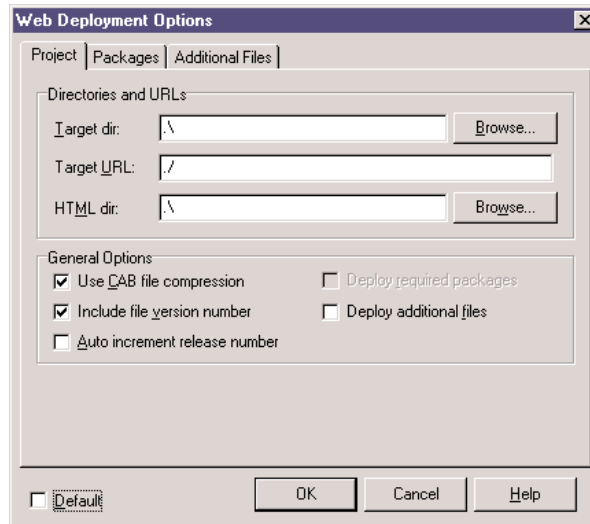 Web Deployment Options
Project Packages Additional Files
Directories and URLs
Target dir: .\ Browse...
Target URL: ./
HTML dir: .\ Browse...
General Options
Use CAB file compression Deploy required packages
Include file version number Deploy additional files
Auto increment release number
Default OK Cancel Help